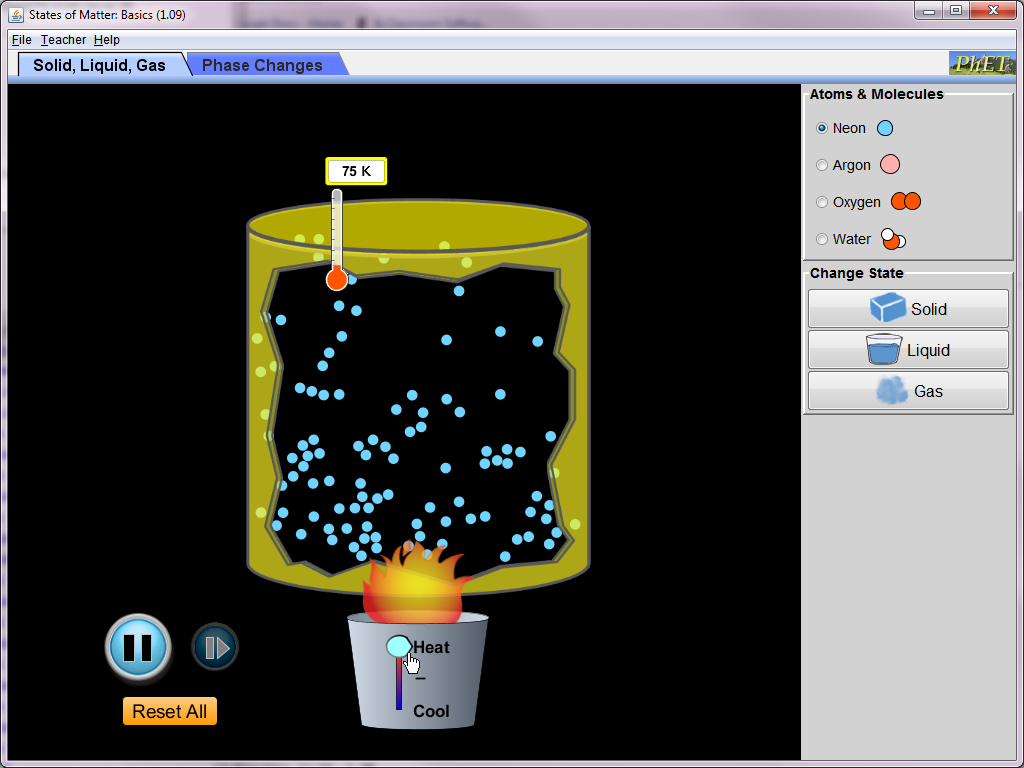 States of Matter: Basics (1.09)
File Teacher Help
Solid, Liquid, Gas
Phase Changes
PhET
Atoms & Molecules
Neon
Argon
Oxygen
Water
Change State
Solid
Liquid
Gas
75 K
Heat
Cool
Reset All